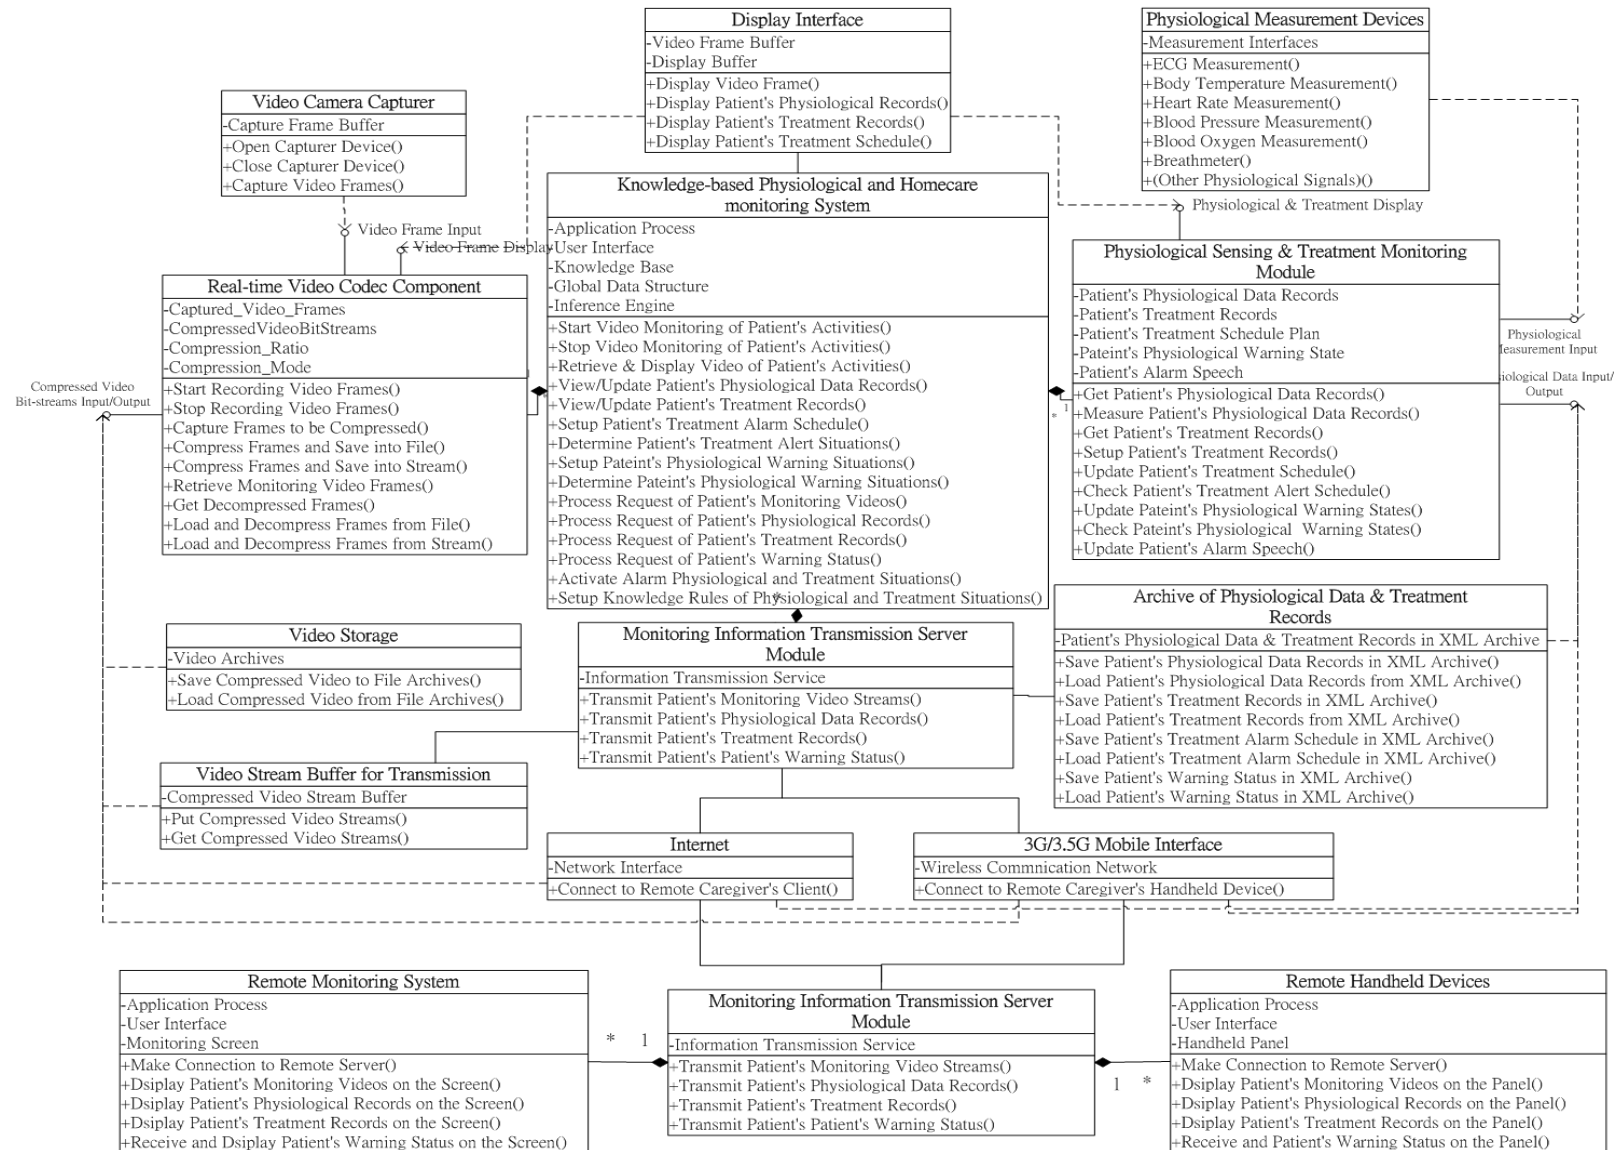 Display Interface
-Video Frame Buffer
-Display Buffer
+Display Video Frame()
+Display Patient's Physiological Records()
+Display Patient's Treatment Records()
+Display Patient's Treatment Schedule()
Physiological Measurement Devices
-Measurement Interfaces
+ECG Measurement()
+Body Temperature Measurement()
+Heart Rate Measurement()
+Blood Pressure Measurement()
+Blood Oxygen Measurement()
+Breathmeter()
+(Other Physiological Signals)()
Video Camera Capturer
-Capture Frame Buffer
+Open Capturer Device()
+Close Capturer Device()
+Capture Video Frames()
Video Frame Input
Video Frame Display
Physiological & Treatment Display
Knowledge-based Physiological and Homecare
monitoring System
-Application Process
-User Interface
-Knowledge Base
-Global Data Structure
-Inference Engine
+Start Video Monitoring of Patient's Activities()
+Stop Video Monitoring of Patient's Activities()
+Retrieve & Display Video of Patient's Activities()
+View/Update Patient's Physiological Data Records()
+View/Update Patient's Treatment Records()
+Setup Patient's Treatment Alarm Schedule()
+Determine Patient's Treatment Alert Situations()
+Setup Pateint's Physiological Warning Situations()
+Determine Pateint's Physiological Warning Situations()
+Process Request of Patient's Monitoring Videos()
+Process Request of Patient's Physiological Records()
+Process Request of Patient's Treatment Records()
+Process Request of Patient's Warning Status()
+Activate Alarm Physiological and Treatment Situations()
+Setup Knowledge Rules of Physiological and Treatment Situations()
*
Real-time Video Codec Component
-Captured_Video_Frames
-CompressedVideoBitStreams
-Compression_Ratio
-Compression_Mode
+Start Recording Video Frames()
+Stop Recording Video Frames()
+Capture Frames to be Compressed()
+Compress Frames and Save into File()
+Compress Frames and Save into Stream()
+Retrieve Monitoring Video Frames()
+Get Decompressed Frames()
+Load and Decompress Frames from File()
+Load and Decompress Frames from Stream()
Compressed Video
Bit-streams Input/Output
Physiological Sensing & Treatment Monitoring
Module
-Patient's Physiological Data Records
-Patient's Treatment Records
-Patient's Treatment Schedule Plan
-Pateint's Physiological Warning State
-Patient's Alarm Speech
+Get Patient's Physiological Data Records()
+Measure Patient's Physiological Data Records()
+Get Patient's Treatment Records()
+Setup Patient's Treatment Records()
+Update Patient's Treatment Schedule()
+Check Patient's Treatment Alert Schedule()
+Update Pateint's Physiological Warning States()
+Check Pateint's Physiological Warning States()
+Update Patient's Alarm Speech()
* 1
Physiological
Measurement Input
iological Data Input/
Output
Video Storage
-Video Archives
+Save Compressed Video to File Archives()
+Load Compressed Video from File Archives()
Monitoring Information Transmission Server
Module
-Information Transmission Service
+Transmit Patient's Monitoring Video Streams()
+Transmit Patient's Physiological Data Records()
+Transmit Patient's Treatment Records()
+Transmit Patient's Patient's Warning Status()
Archive of Physiological Data & Treatment
Records
-Patient's Physiological Data & Treatment Records in XML Archive
+Save Patient's Physiological Data Records in XML Archive()
+Load Patient's Physiological Data Records from XML Archive()
+Save Patient's Treatment Records in XML Archive()
+Load Patient's Treatment Records from XML Archive()
+Save Patient's Treatment Alarm Schedule in XML Archive()
+Load Patient's Treatment Alarm Schedule in XML Archive()
+Save Patient's Warning Status in XML Archive()
+Load Patient's Warning Status in XML Archive()
Video Stream Buffer for Transmission
-Compressed Video Stream Buffer
+Put Compressed Video Streams()
+Get Compressed Video Streams()
Internet
-Network Interface
+Connect to Remote Caregiver's Client()
3G/3.5G Mobile Interface
-Wireless Commnication Network
+Connect to Remote Caregiver's Handheld Device()
Remote Monitoring System
-Application Process
-User Interface
-Monitoring Screen
+Make Connection to Remote Server()
+Dsiplay Patient's Monitoring Videos on the Screen()
+Dsiplay Patient's Physiological Records on the Screen()
+Dsiplay Patient's Treatment Records on the Screen()
+Receive and Dsiplay Patient's Warning Status on the Screen()
* 1
Monitoring Information Transmission Server
Module
-Information Transmission Service
+Transmit Patient's Monitoring Video Streams()
+Transmit Patient's Physiological Data Records()
+Transmit Patient's Treatment Records()
+Transmit Patient's Patient's Warning Status()
1 *
Remote Handheld Devices
-Application Process
-User Interface
-Handheld Panel
+Make Connection to Remote Server()
+Dsiplay Patient's Monitoring Videos on the Panel()
+Dsiplay Patient's Physiological Records on the Panel()
+Dsiplay Patient's Treatment Records on the Panel()
+Receive and Patient's Warning Status on the Panel()